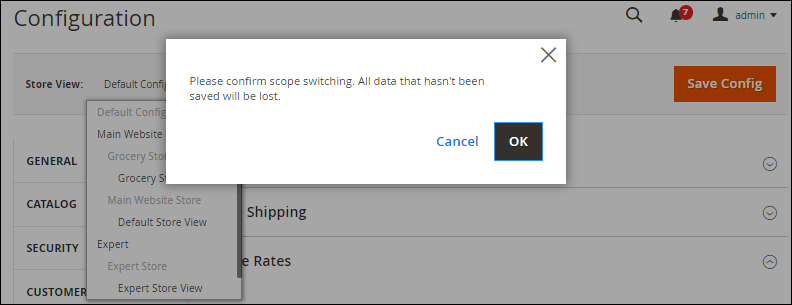 Configuration
7
admin
Please confirm scope switching. All data that hasn't been
saved will be lost.
Cancel
OK
Store View:
Default Config
Save Config
Default Config
Main Website
Grocery Store
Grocery Sto
Main Website Store
Default Store View
Expert
Expert Store
Expert Store View
GENERAL
CATALOG
SECURITY
CUSTOMER
Shipping
Rates